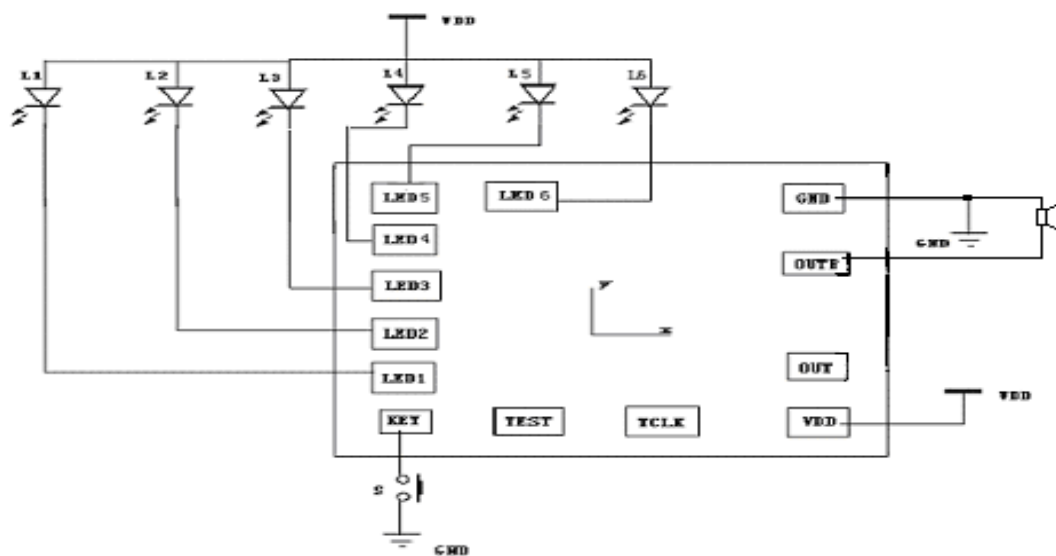 VDD
L1 L2 L3 L4 L5 L6
LED5 LED6 GND
LED4 GND
OUTP
LED3 Y
X
LED2
OUT
LED1
VDD
KEY TEST TCLK VDD
S
GND